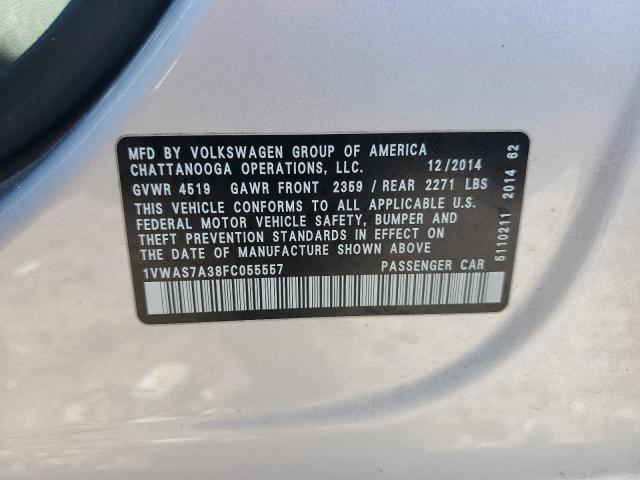 MFD BY VOLKSWAGEN GROUP OF AMERICA
CHATTANOOGA OPERATIONS, LLC. 12/2014
GVWR 4519 GAWR FRONT 2359 / REAR 2271 LBS
THIS VEHICLE CONFORMS TO ALL APPLICABLE U.S.
FEDERAL MOTOR VEHICLE SAFETY, BUMPER AND
THEFT PREVENTION STANDARDS IN EFFECT ON
THE DATE OF MANUFACTURE SHOWN ABOVE.
1VWAS7A38FC055557 PASSENGER CAR
5110211 2014 62